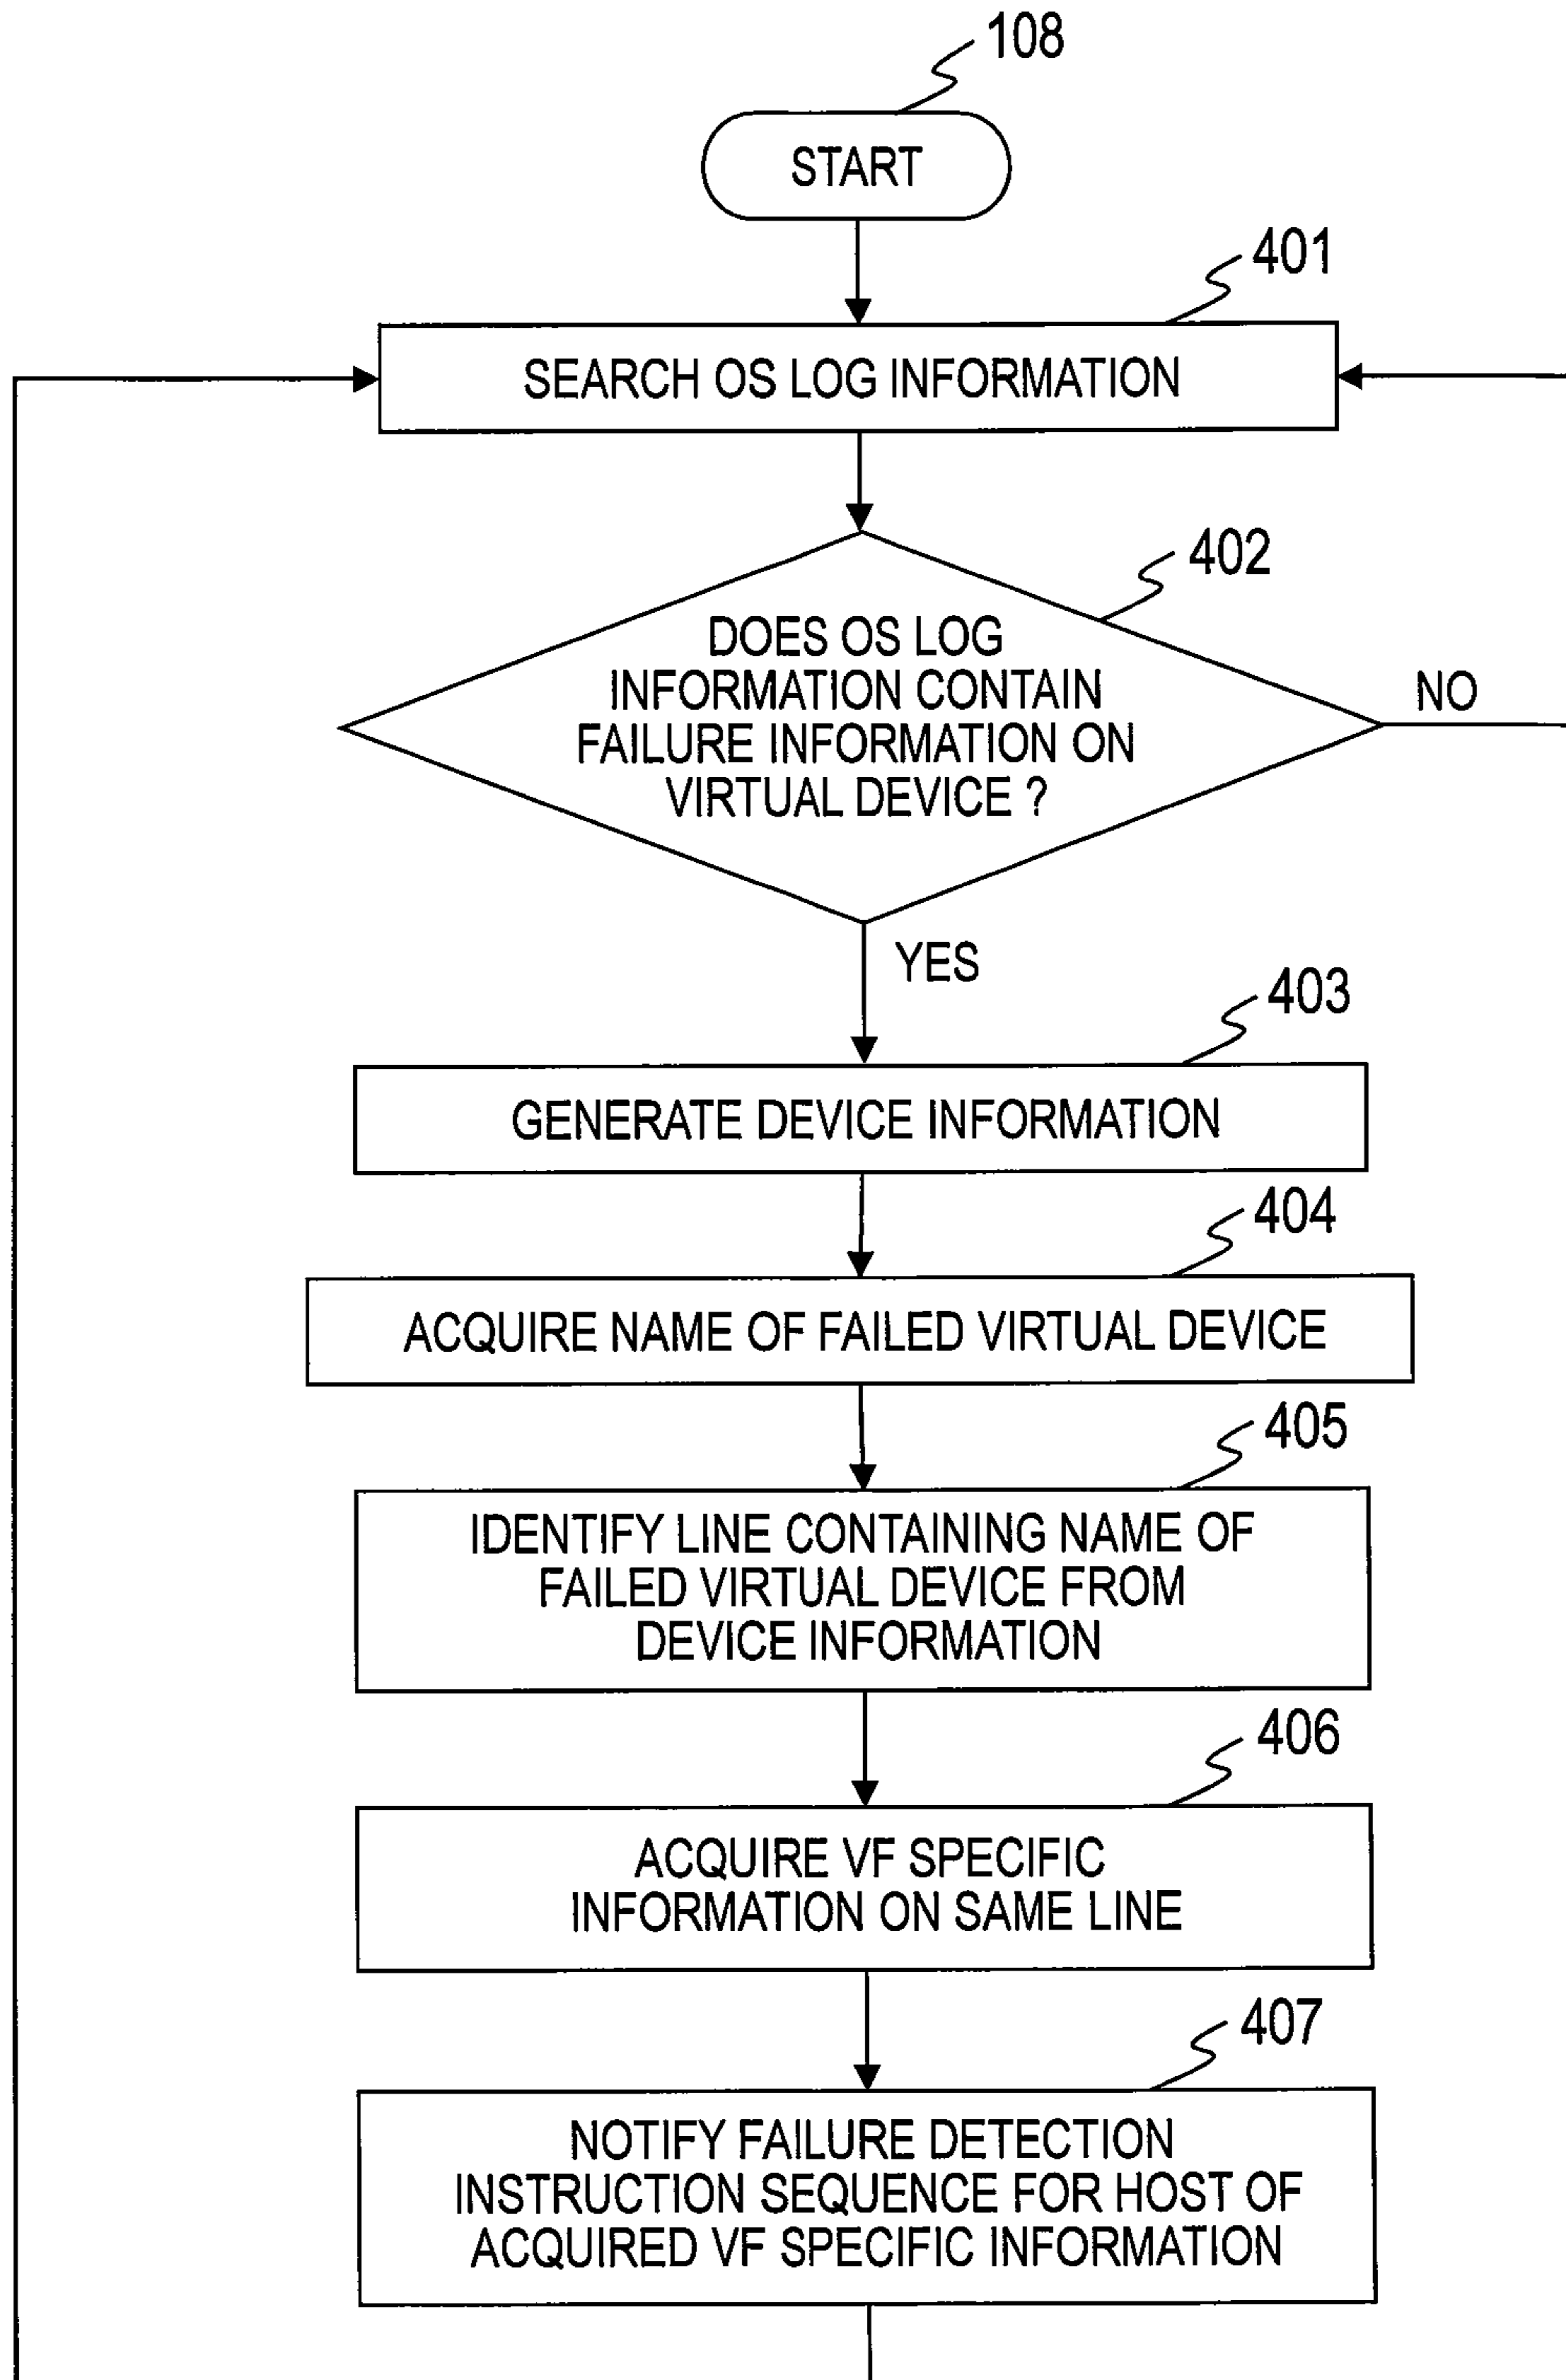 108
START
401
SEARCH OS LOG INFORMATION
402
DOES OS LOG
INFORMATION CONTAIN
FAILURE INFORMATION ON
VIRTUAL DEVICE ?
NO
YES
403
GENERATE DEVICE INFORMATION
404
ACQUIRE NAME OF FAILED VIRTUAL DEVICE
405
IDENTIFY LINE CONTAINING NAME OF
FAILED VIRTUAL DEVICE FROM
DEVICE INFORMATION
406
ACQUIRE VF SPECIFIC
INFORMATION ON SAME LINE
407
NOTIFY FAILURE DETECTION
INSTRUCTION SEQUENCE FOR HOST OF
ACQUIRED VF SPECIFIC INFORMATION